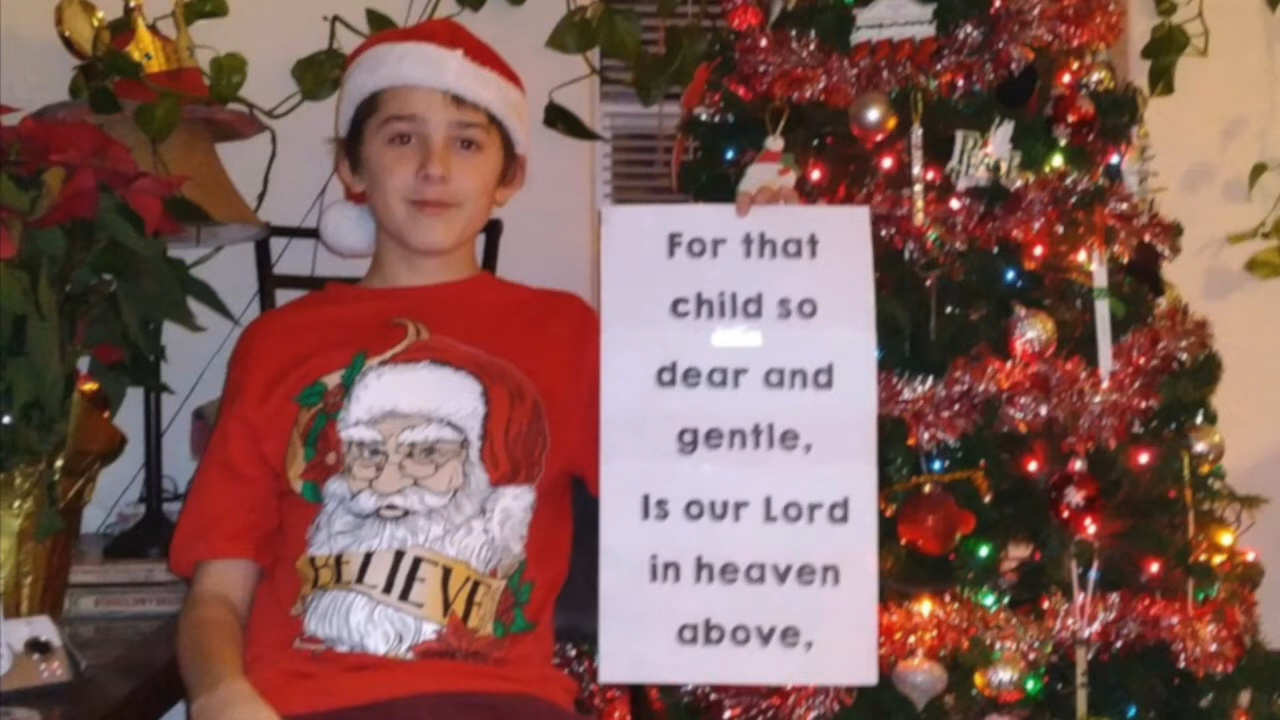 For that
child so
dear and
gentle,
Is our Lord
in heaven
above,
BELIEVE